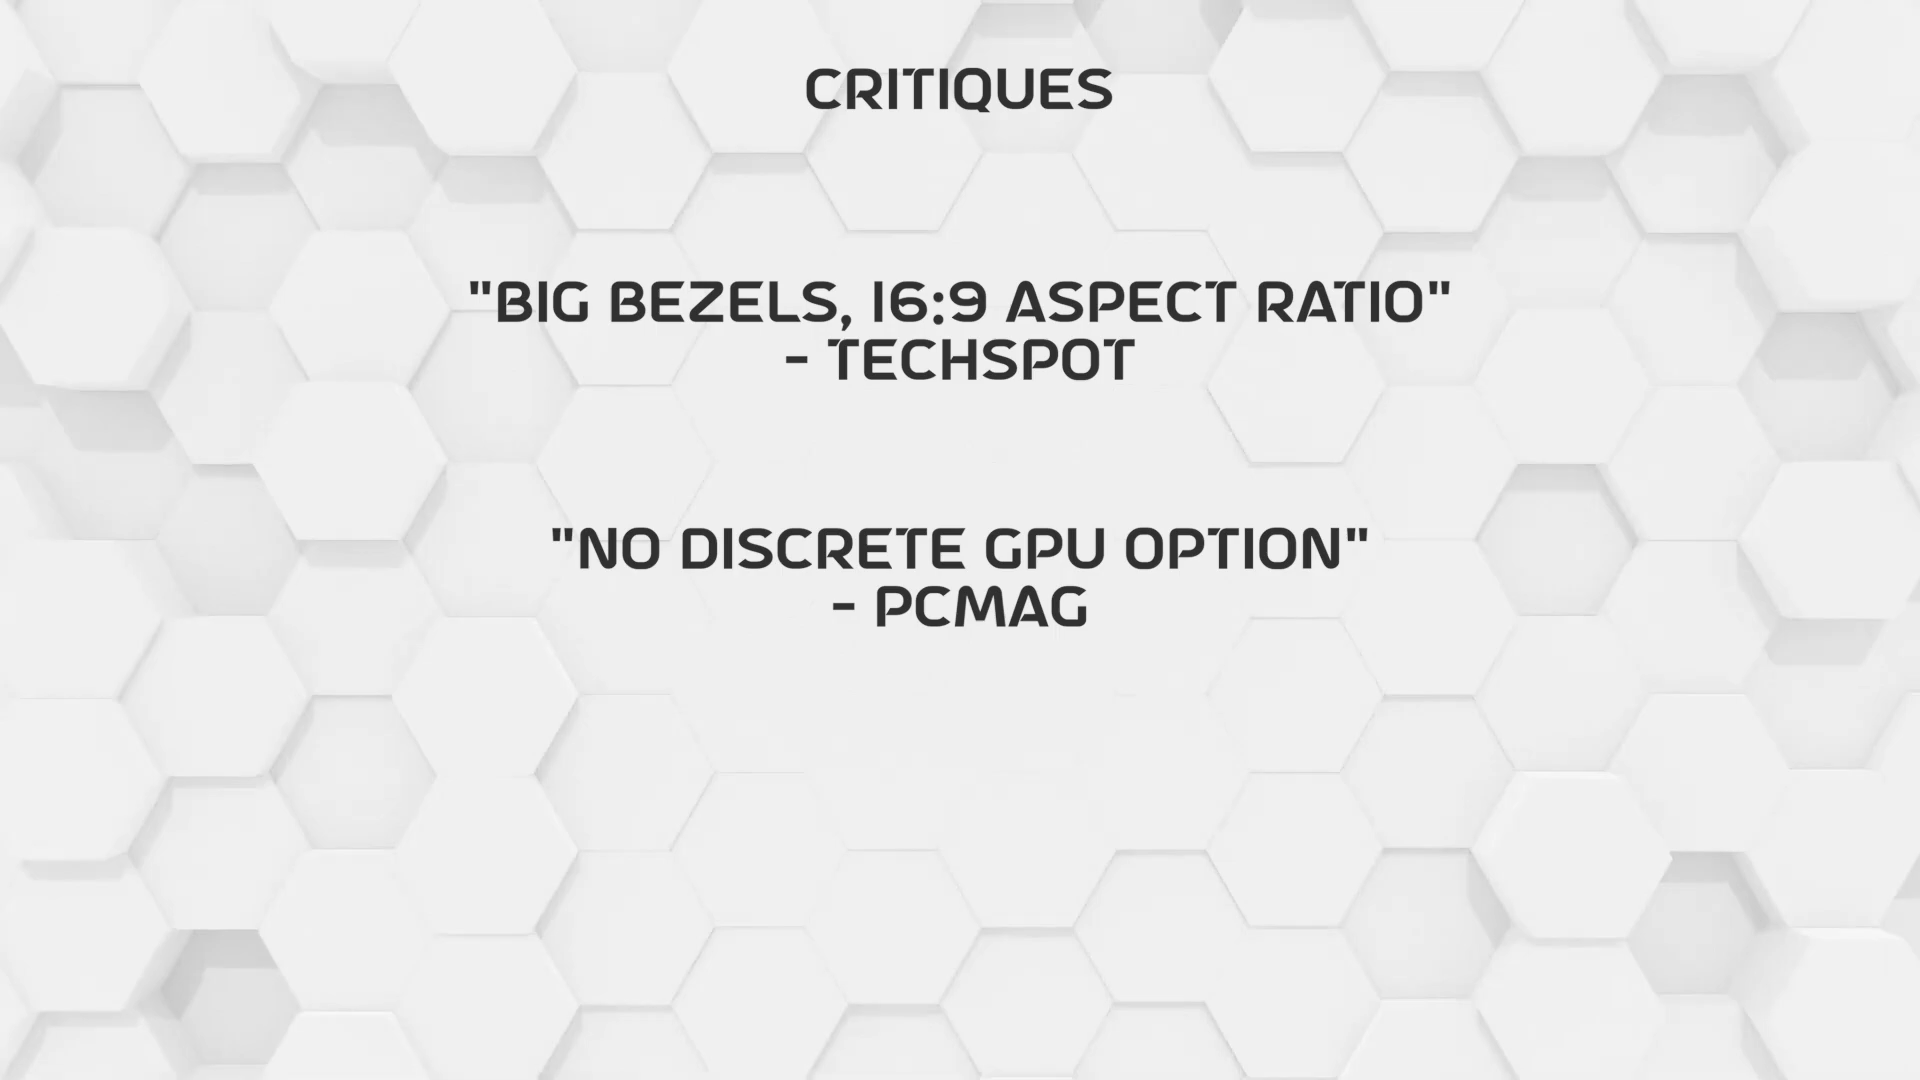 CRITIQUES
"BIG BEZELS, 16:9 ASPECT RATIO"
- TECHSPOT
"NO DISCRETE GPU OPTION"
- PCMAG